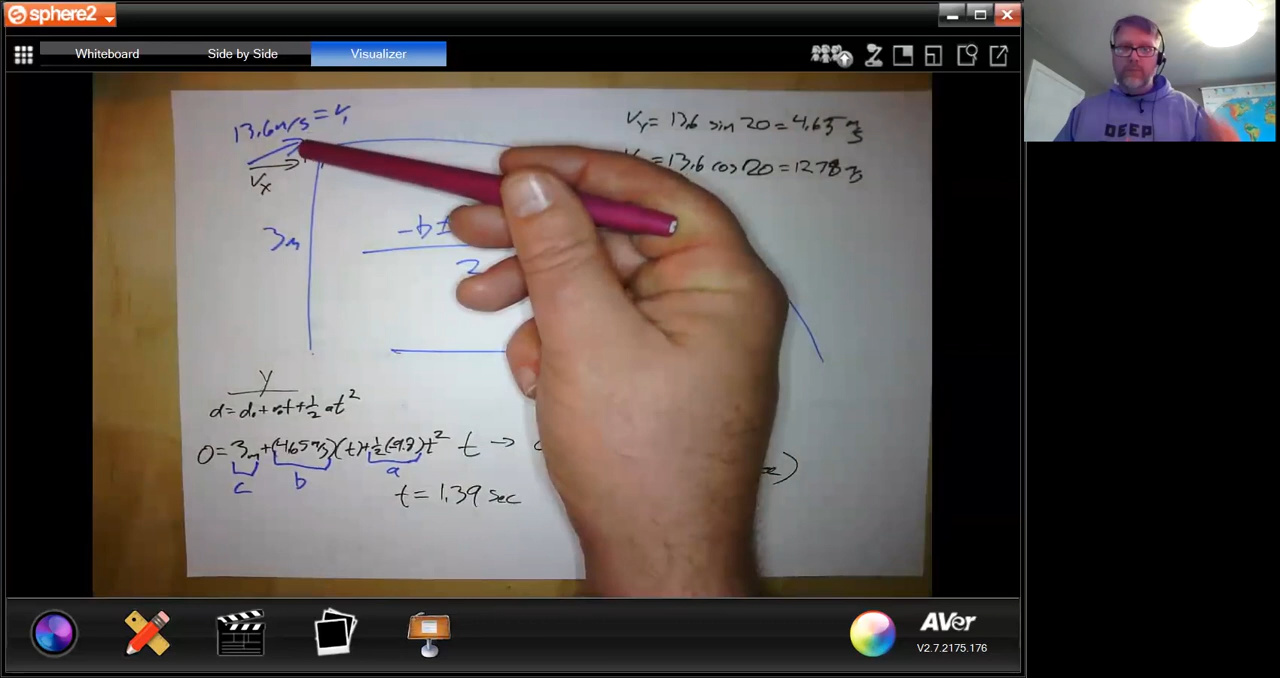 sphere2
Whiteboard Side by Side Visualizer
13.6 m/s = V,
Vx
3m
Vy = 13.6 sin 20 = 4.65 m/s
= 13.6 cos 20 = 12.78 m/s
-b ±
2
DEEP
y
d = d₀ + v₀t + 1/2 at²
0 = 3m + (4.65 m/s)(t) + 1/2 (-9.8) t² t →
c b a
t = 1.39 sec
AVer
V2.7.2175.176